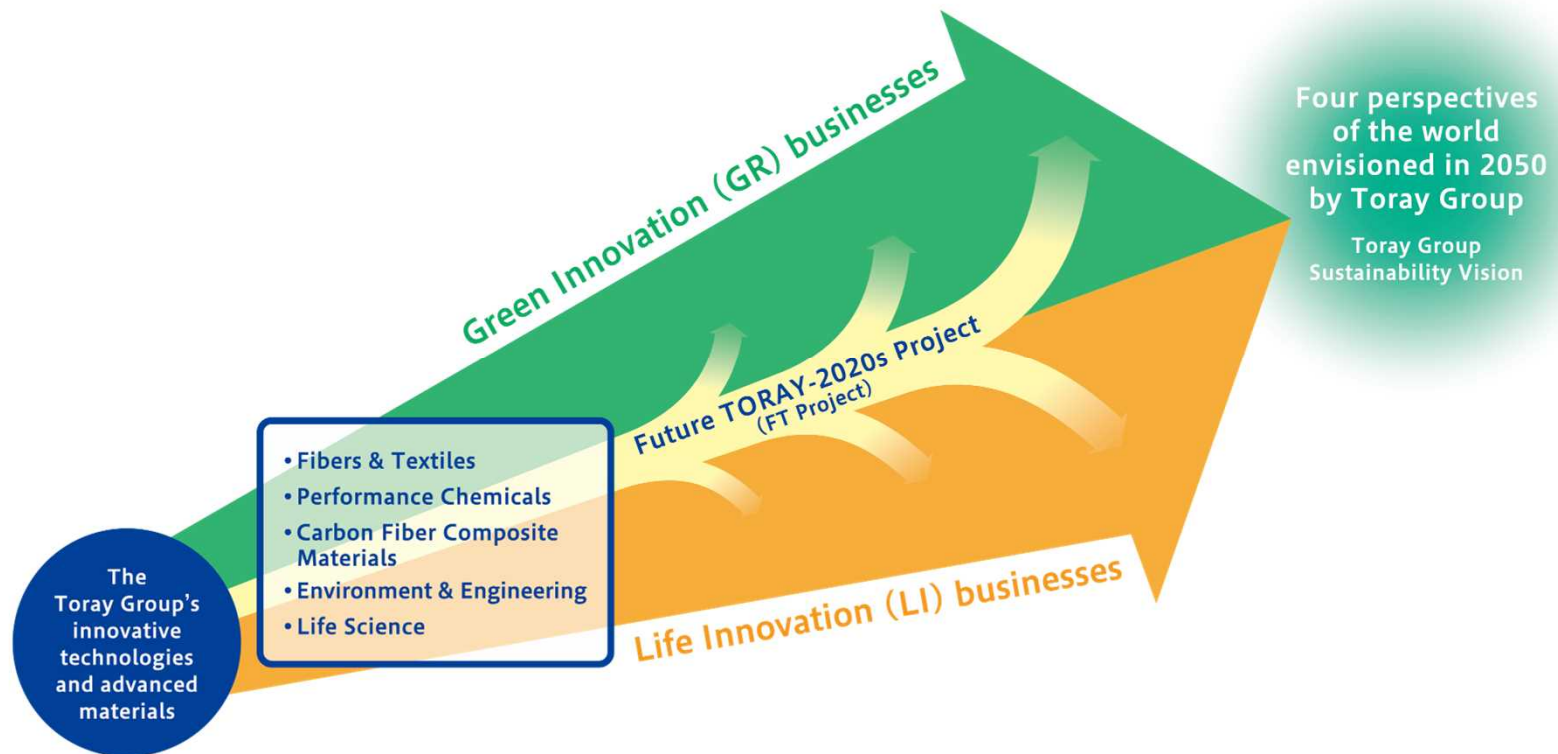 Green Innovation (GR) businesses
Four perspectives
of the world
envisioned in 2050
by Toray Group
Toray Group
Sustainability Vision
Future TORAY-2020s Project
(FT Project)
• Fibers & Textiles
• Performance Chemicals
• Carbon Fiber Composite
Materials
• Environment & Engineering
• Life Science
The
Toray Group's
innovative
technologies
and advanced
materials
Life Innovation (LI) businesses